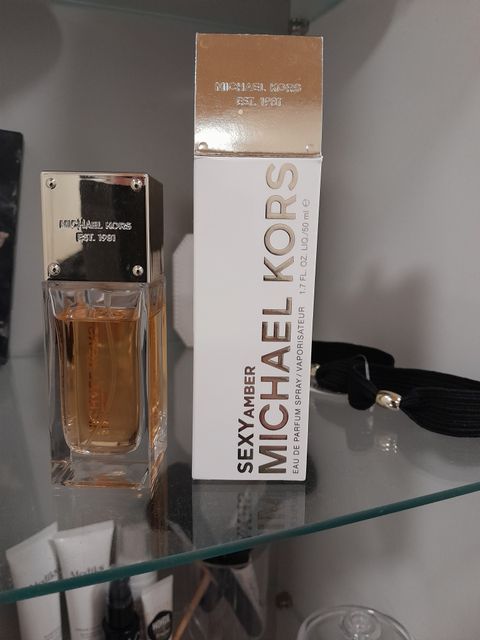 MICHAEL KORS
EST. 1981
MICHAEL KORS
EST. 1981
SEXY AMBER
MICHAEL KORS
EAU DE PARFUM SPRAY / VAPORISATEUR 1.7 FL. OZ. LIQ./50 ml ℮